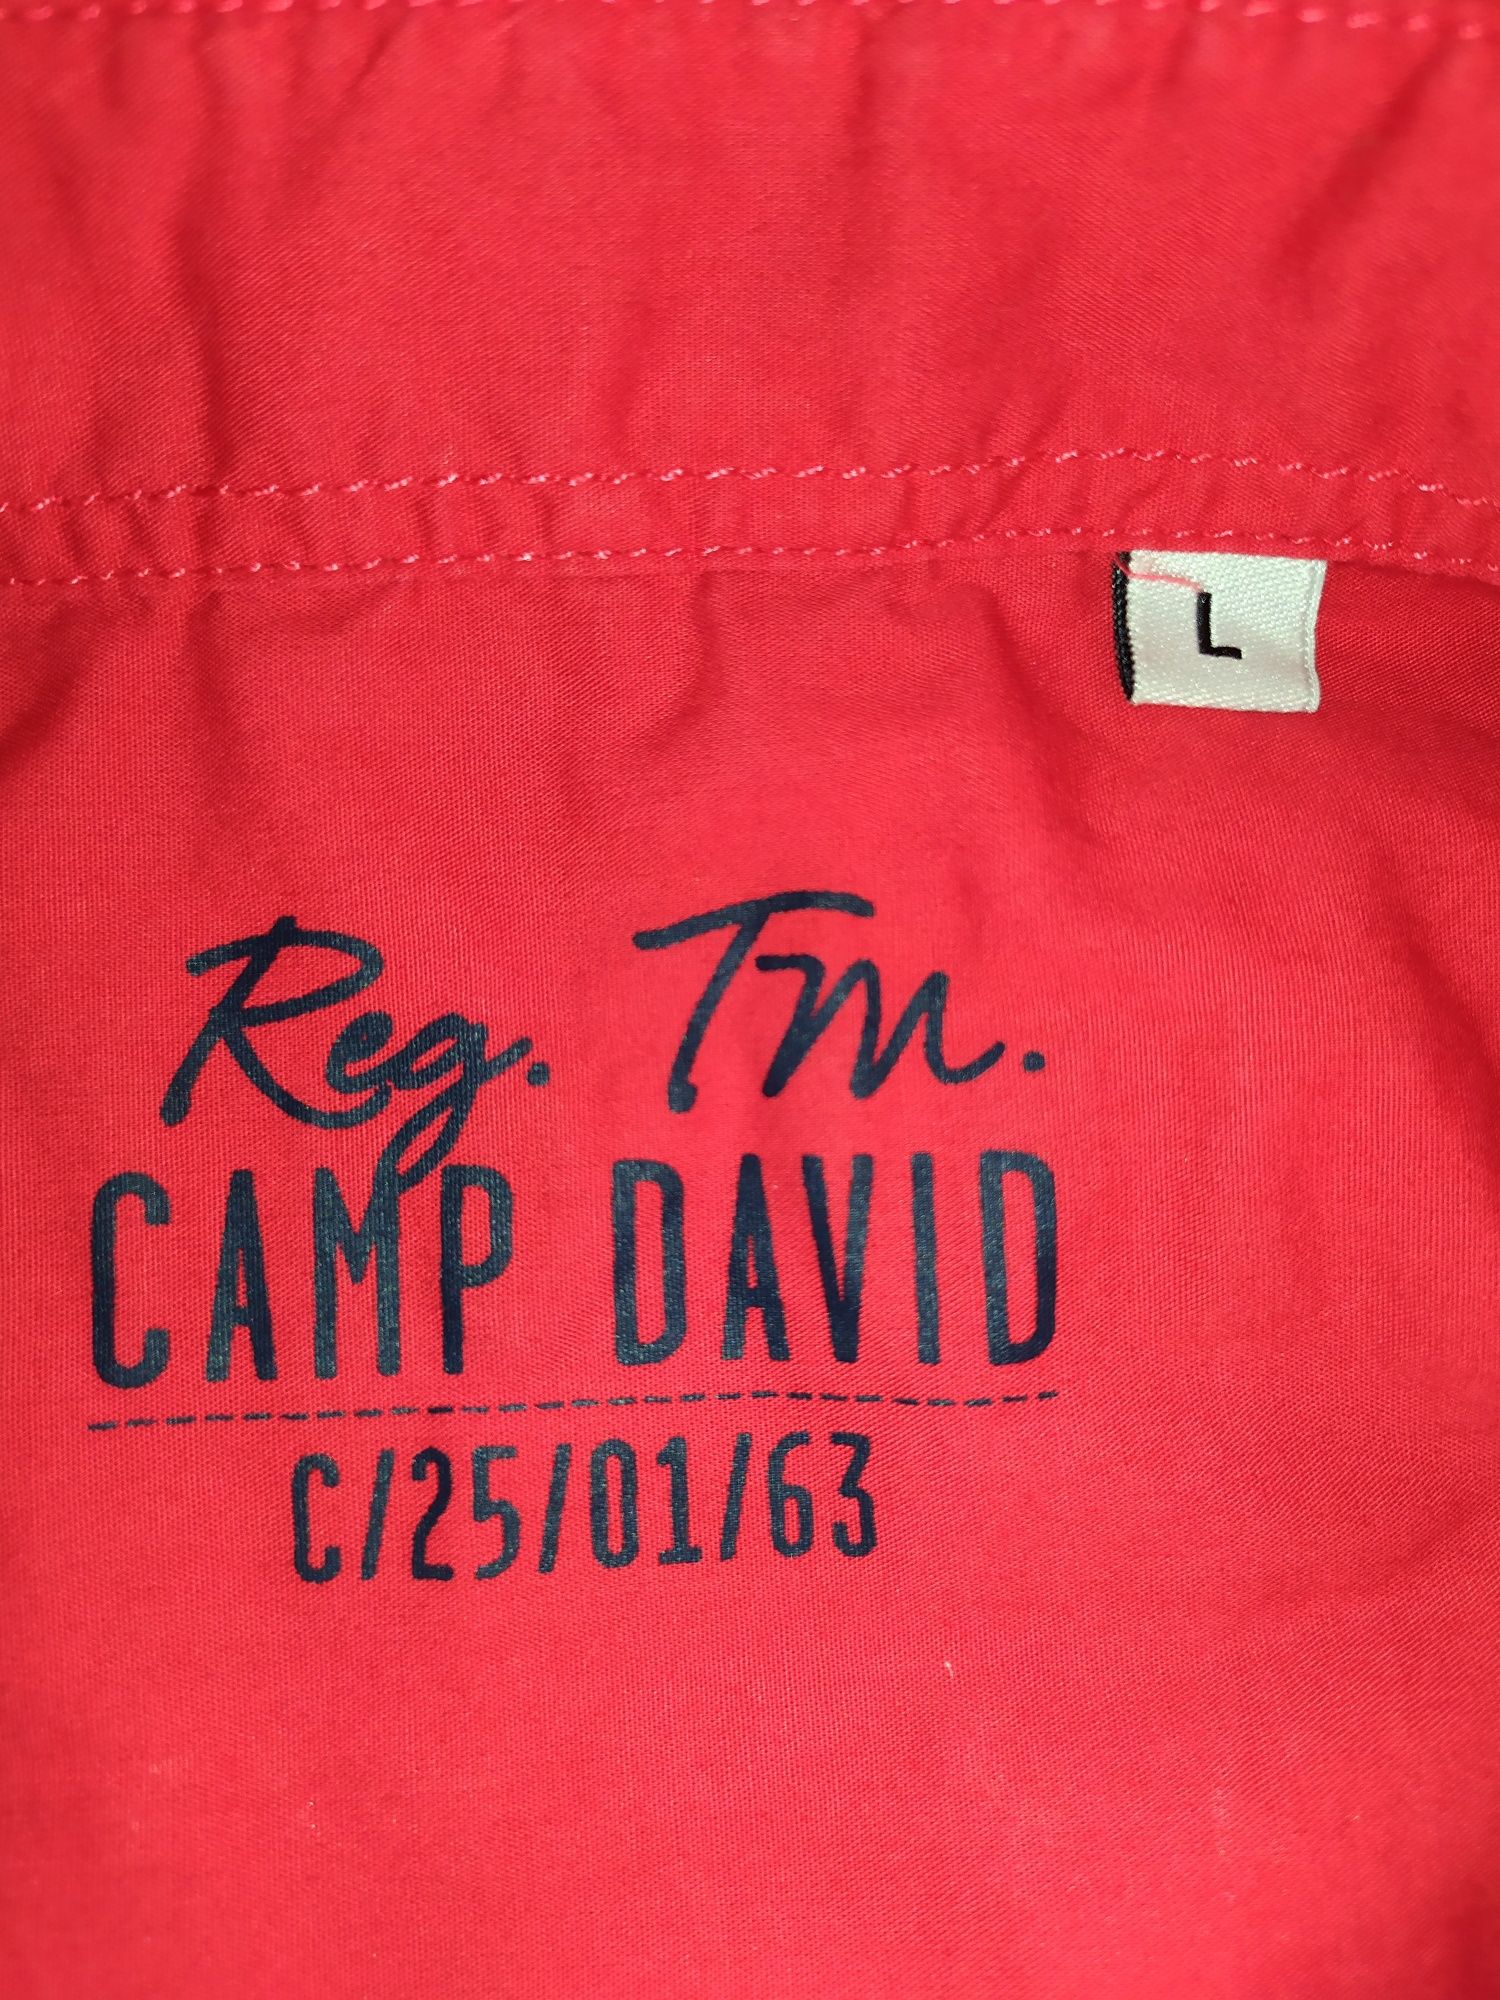 L
Reg. Tm.
CAMP DAVID
C/25/01/63